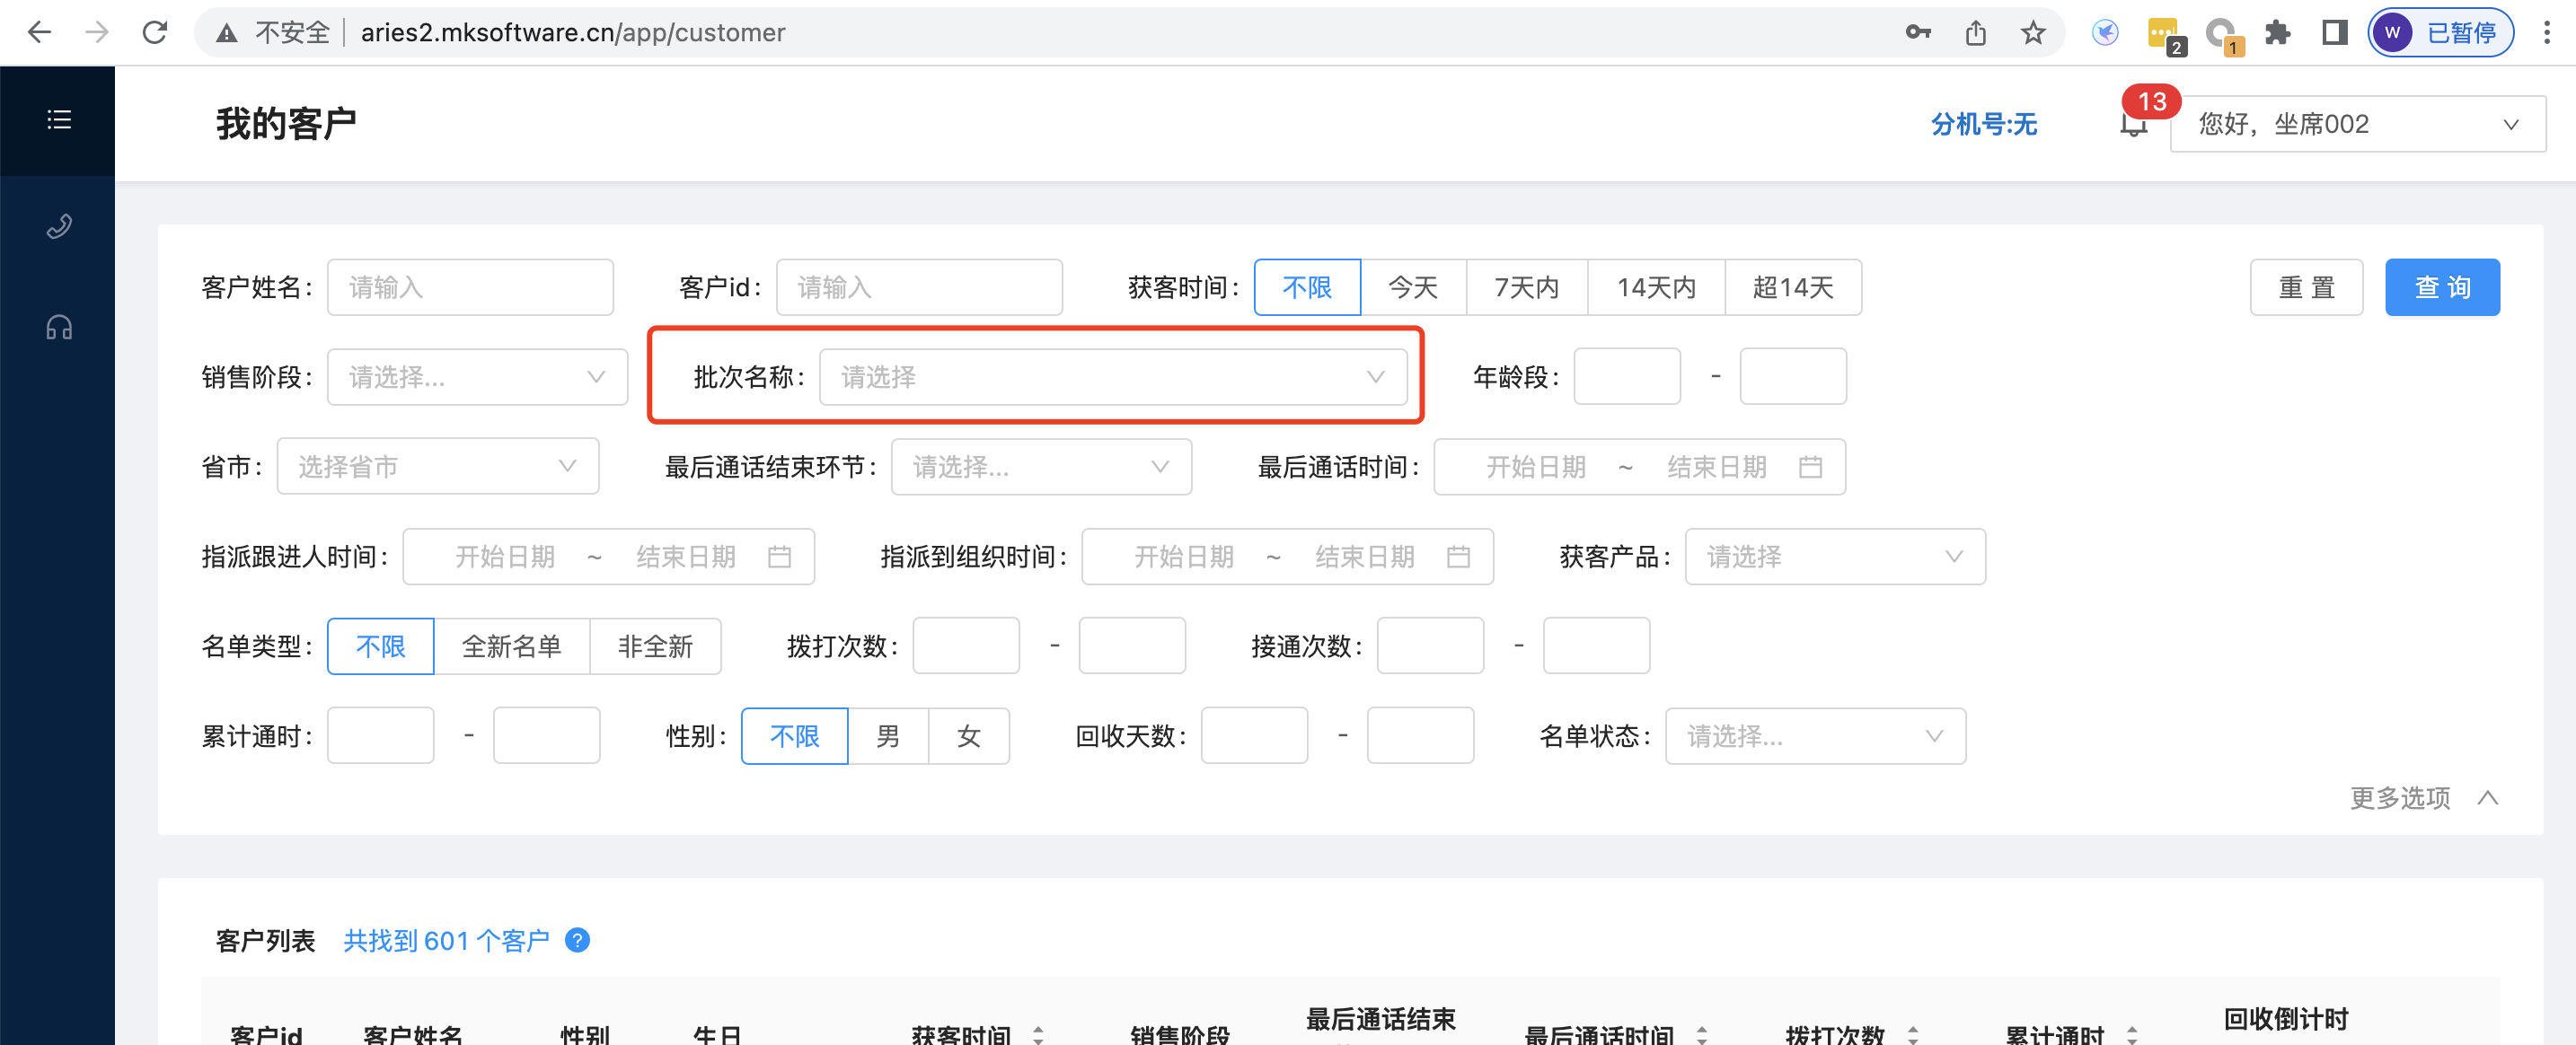 不安全 aries2.mksoftware.cn/app/customer 2 1 W 已暂停
我的客户 分机号:无 13 您好，坐席002
客户姓名: 请输入 客户id: 请输入 获客时间: 不限 今天 7天内 14天内 超14天 重 置 查 询
销售阶段: 请选择... 批次名称: 请选择 年龄段: -
省市: 选择省市 最后通话结束环节: 请选择... 最后通话时间: 开始日期 ~ 结束日期
指派跟进人时间: 开始日期 ~ 结束日期 指派到组织时间: 开始日期 ~ 结束日期 获客产品: 请选择
名单类型: 不限 全新名单 非全新 拨打次数: - 接通次数: -
累计通时: - 性别: 不限 男 女 回收天数: - 名单状态: 请选择...
更多选项
客户列表 共找到 601 个客户 ?
客户id 客户姓名 性别 生日 获客时间 销售阶段 最后通话结束 最后通话时间 拨打次数 累计通时 回收倒计时